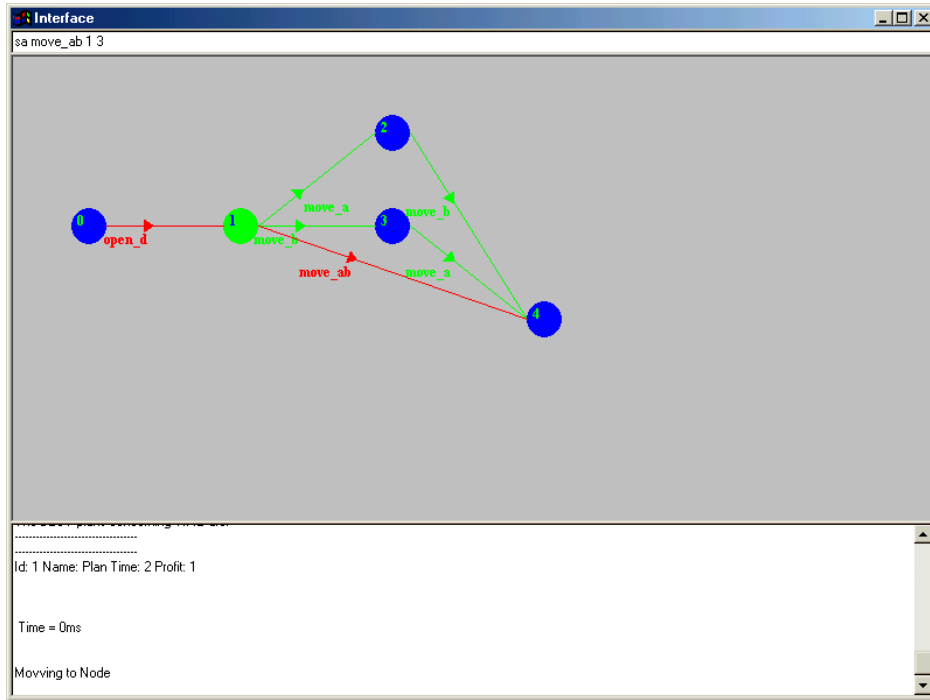 Interface
sa move_ab 1 3
2
move_a
move_b
0
1
3
open_d
move_b
move_ab
move_a
4
---------------------------------
---------------------------------
Id: 1 Name: Plan Time: 2 Profit: 1
Time = 0ms
Movving to Node